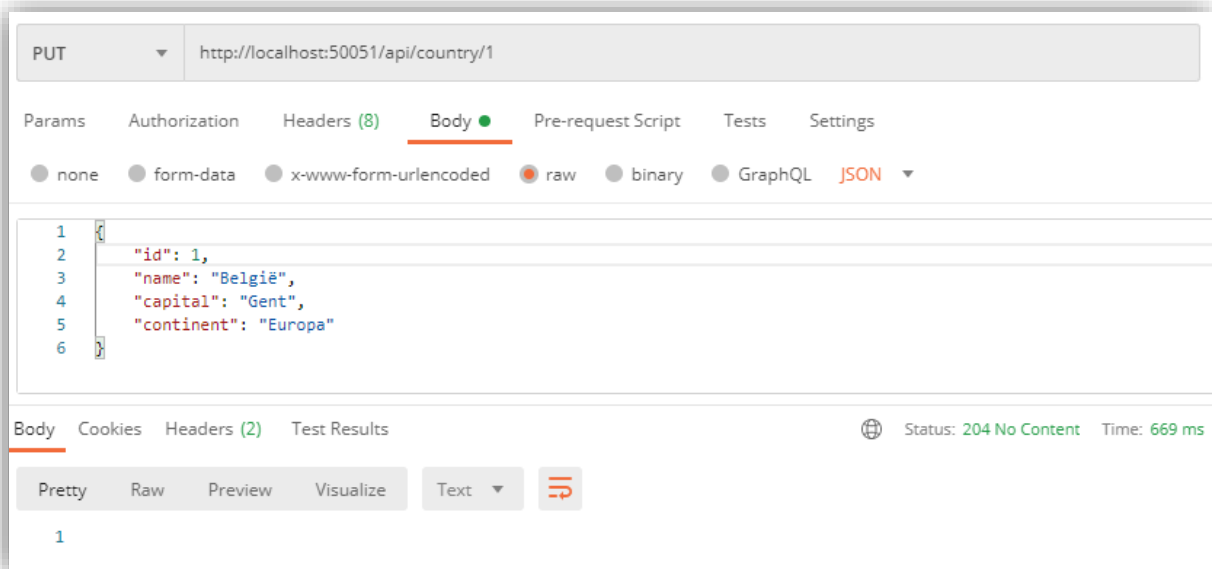 PUT http://localhost:50051/api/country/1
Params Authorization Headers (8) Body Pre-request Script Tests Settings
none form-data x-www-form-urlencoded raw binary GraphQL JSON
1 {
2 "id": 1,
3 "name": "België",
4 "capital": "Gent",
5 "continent": "Europa"
6 }
Body Cookies Headers (2) Test Results Status: 204 No Content Time: 669 ms
Pretty Raw Preview Visualize Text
1